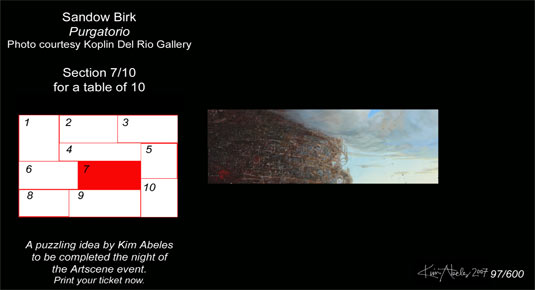 Sandow Birk
Purgatorio
Photo courtesy Koplin Del Rio Gallery
Section 7/10
for a table of 10
1
2
3
4
5
6
7
8
9
10
A puzzling idea by Kim Abeles
to be completed the night of
the Artscene event.
Print your ticket now.
Kim Abeles 2007 97/600